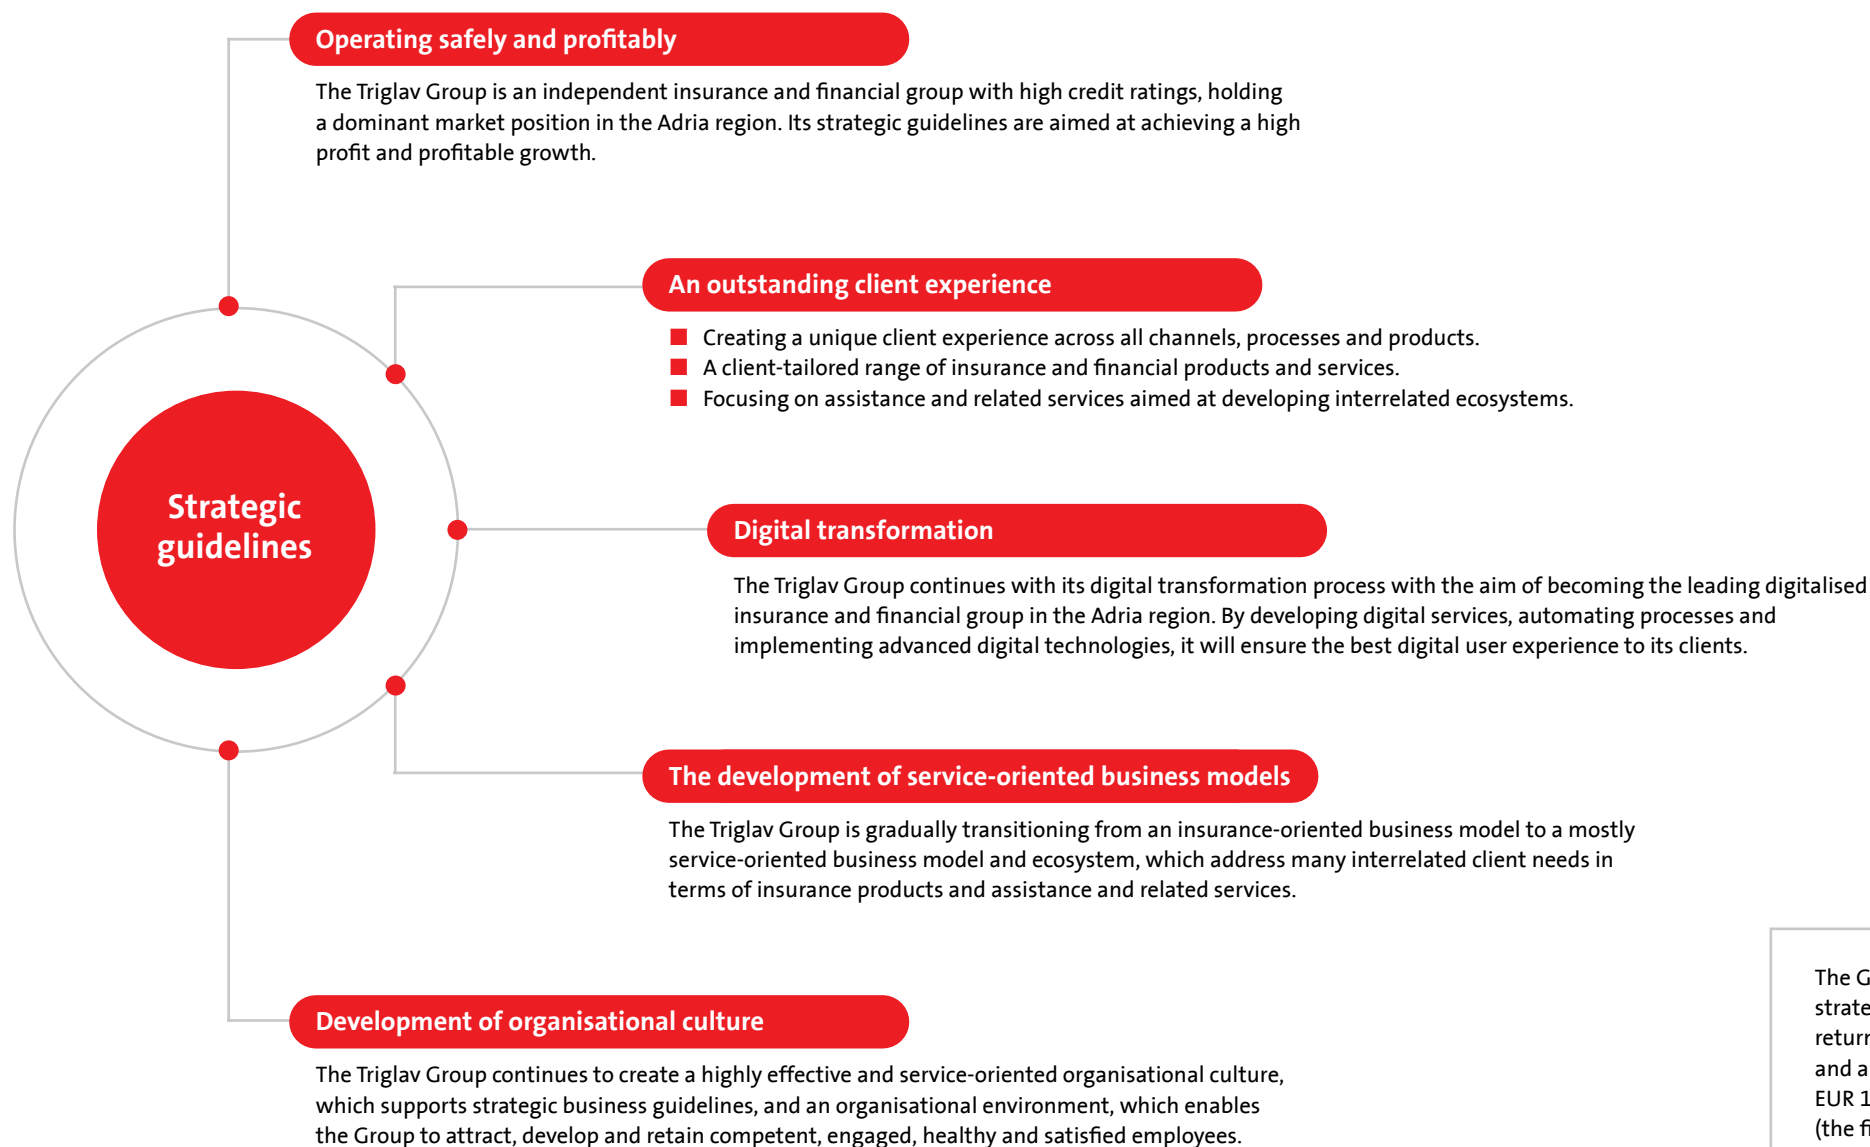 Operating safely and profitably
The Triglav Group is an independent insurance and financial group with high credit ratings, holding
a dominant market position in the Adria region. Its strategic guidelines are aimed at achieving a high
profit and profitable growth.
An outstanding client experience
Creating a unique client experience across all channels, processes and products.
A client-tailored range of insurance and financial products and services.
Focusing on assistance and related services aimed at developing interrelated ecosystems.
Strategic
guidelines
Digital transformation
The Triglav Group continues with its digital transformation process with the aim of becoming the leading digitalised
insurance and financial group in the Adria region. By developing digital services, automating processes and
implementing advanced digital technologies, it will ensure the best digital user experience to its clients.
The development of service-oriented business models
The Triglav Group is gradually transitioning from an insurance-oriented business model to a mostly
service-oriented business model and ecosystem, which address many interrelated client needs in
terms of insurance products and assistance and related services.
Development of organisational culture
The Triglav Group continues to create a highly effective and service-oriented organisational culture,
which supports strategic business guidelines, and an organisational environment, which enables
the Group to attract, develop and retain competent, engaged, healthy and satisfied employees.
The
and
EUR
(the